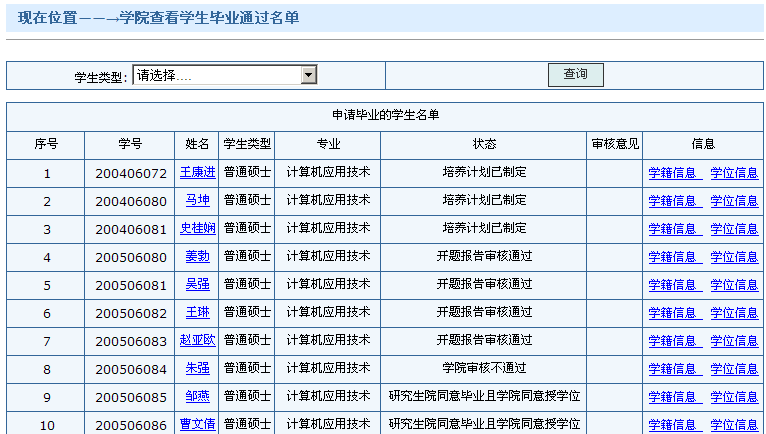 现在位置——→学院查看学生毕业通过名单
学生类型: 请选择.... 查询
申请毕业的学生名单
序号 学号 姓名 学生类型 专业 状态 审核意见 信息
1 200406072 王康进 普通硕士 计算机应用技术 培养计划已制定 学籍信息 学位信息
2 200406080 马坤 普通硕士 计算机应用技术 培养计划已制定 学籍信息 学位信息
3 200406081 史桂娴 普通硕士 计算机应用技术 培养计划已制定 学籍信息 学位信息
4 200506080 姜勃 普通硕士 计算机应用技术 开题报告审核通过 学籍信息 学位信息
5 200506081 吴强 普通硕士 计算机应用技术 开题报告审核通过 学籍信息 学位信息
6 200506082 王琳 普通硕士 计算机应用技术 开题报告审核通过 学籍信息 学位信息
7 200506083 赵亚欧 普通硕士 计算机应用技术 开题报告审核通过 学籍信息 学位信息
8 200506084 朱强 普通硕士 计算机应用技术 学院审核不通过 学籍信息 学位信息
9 200506085 邹燕 普通硕士 计算机应用技术 研究生院同意毕业且学院同意授学位 学籍信息 学位信息
10 200506086 曹文倩 普通硕士 计算机应用技术 研究生院同意毕业且学院同意授学位 学籍信息 学位信息